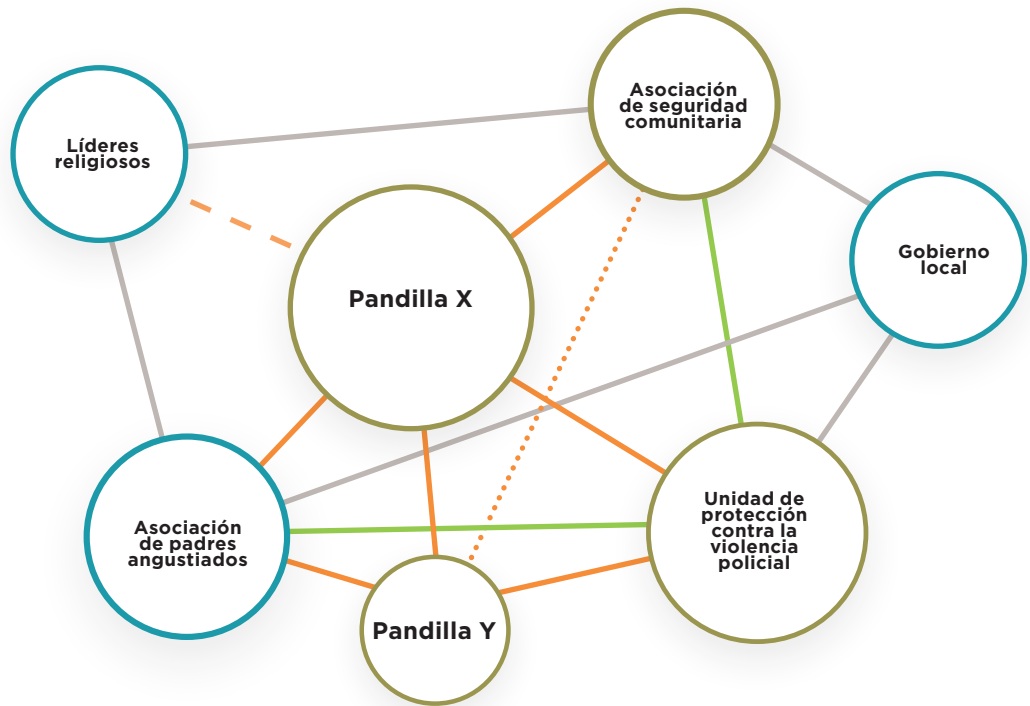 Asociación
de seguridad
comunitaria
Líderes
religiosos
Gobierno
local
Pandilla X
Unidad de
protección
contra la
violencia
policial
Asociación
de padres
angustiados
Pandilla Y